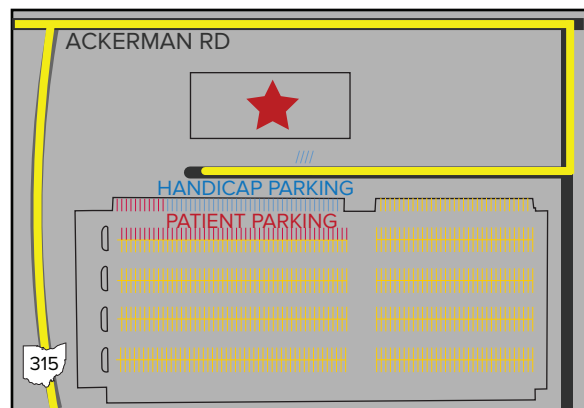 ACKERMAN RD
HANDICAP PARKING
PATIENT PARKING
315